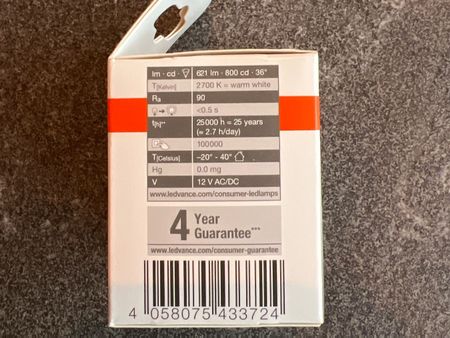 lm · cd · 621 lm · 800 cd · 36°
T[Kelvin] 2700 K = warm white
Ra 90
<0.5 s
t[h]** 25000 h = 25 years
(= 2.7 h/day)
100000
T[Celsius] –20° - 40°
Hg 0.0 mg
V 12 V AC/DC
www.ledvance.com/consumer-ledlamps
4 Year
Guarantee***
www.ledvance.com/consumer-guarantee
4 058075 433724